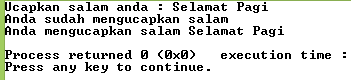 Ucapkan salam anda : Selamat Pagi
Anda sudah mengucapkan salam
Anda mengucapkan salam Selamat Pagi
Process returned 0 (0x0)   execution time :
Press any key to continue.